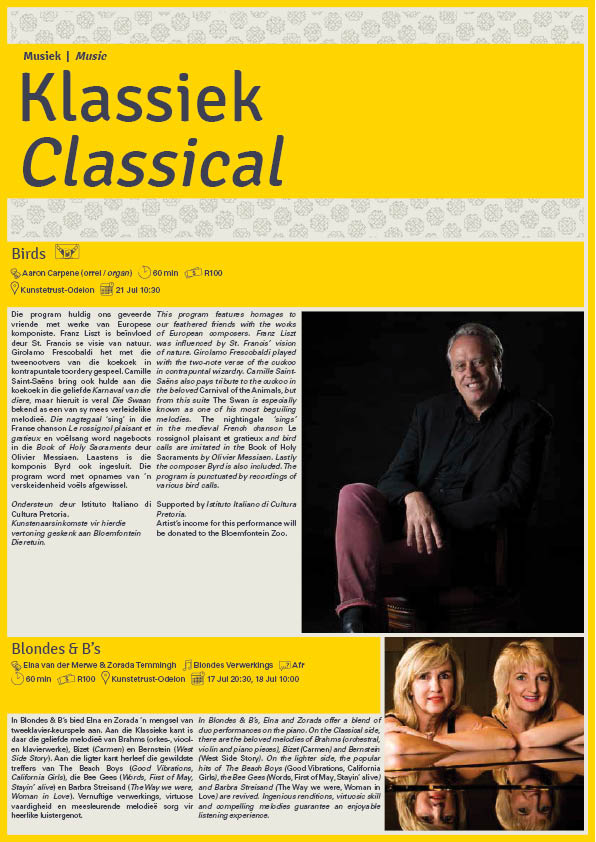 Musiek | Music
Klassiek
Classical
Birds
Aaron Carpene (orrel / organ) 60 min R100
Kunstetrust-Odeion 21 Jul 10:30
Die program huldig ons geveerde
vriende met werke van Europese
komponiste. Franz Liszt is beïnvloed
deur St. Francis se visie van natuur.
Girolamo Frescobaldi het met die
tweenootvers van die koekoek in
kontrapuntale toordery gespeel. Camille
Saint-Saëns bring ook hulde aan die
koekoek in die geliefde Karnaval van die
diere, maar hieruit is veral Die Swaan
bekend as een van sy mees verleidelike
melodieë. Die nagtegaal 'sing' in die
Franse chanson Le rossignol plaisant et
gratieux en voëlsang word nageboots
in die Book of Holy Sacraments deur
Olivier Messiaen. Laastens is die
komponis Byrd ook ingesluit. Die
program word met opnames van 'n
verskeidenheid voëls afgewissel.
Ondersteun deur Istituto Italiano di
Cultura Pretoria.
Kunstenaarsinkomste vir hierdie
vertoning geskenk aan Bloemfontein
Dieretuin.
This program features homages to
our feathered friends with the works
of European composers. Franz Liszt
was influenced by St. Francis' vision
of nature. Girolamo Frescobaldi played
with the two-note verse of the cuckoo
in contrapuntal wizardry. Camille Saint-
Saëns also pays tribute to the cuckoo in
the beloved Carnival of the Animals, but
from this suite The Swan is especially
known as one of his most beguiling
melodies. The nightingale 'sings'
in the medieval French chanson Le
rossignol plaisant et gratieux and bird
calls are imitated in the Book of Holy
Sacraments by Olivier Messiaen. Lastly
the composer Byrd is also included. The
program is punctuated by recordings of
various bird calls.
Supported by Istituto Italiano di Cultura
Pretoria.
Artist's income for this performance will
be donated to the Bloemfontein Zoo.
Blondes & B's
Elna van der Merwe & Zorada Temmingh Blondes Verwerkings Afr
60 min R100 Kunstetrust-Odeion 17 Jul 20:30, 18 Jul 10:00
In Blondes & B's bied Elna en Zorada 'n mengsel van
tweeklavier-keurspele aan. Aan die Klassieke kant is
daar die geliefde melodieë van Brahms (orkes-, viool-
en klavierwerke), Bizet (Carmen) en Bernstein (West
Side Story). Aan die ligter kant herleef die gewildste
treffers van The Beach Boys (Good Vibrations,
California Girls), die Bee Gees (Words, First of May,
Stayin' alive) en Barbra Streisand (The Way we were,
Woman in Love). Vernuftige verwerkings, virtuose
vaardigheid en meesleurende melodieë sorg vir
heerlike luistergenot.
In Blondes & B's, Elna and Zorada offer a blend of
duo performances on the piano. On the Classical side,
there are the beloved melodies of Brahms (orchestral,
violin and piano pieces), Bizet (Carmen) and Bernstein
(West Side Story). On the lighter side, the popular
hits of The Beach Boys (Good Vibrations, California
Girls), the Bee Gees (Words, First of May, Stayin' alive)
and Barbra Streisand (The Way we were, Woman in
Love) are revived. Ingenious renditions, virtuosic skill
and compelling melodies guarantee an enjoyable
listening experience.